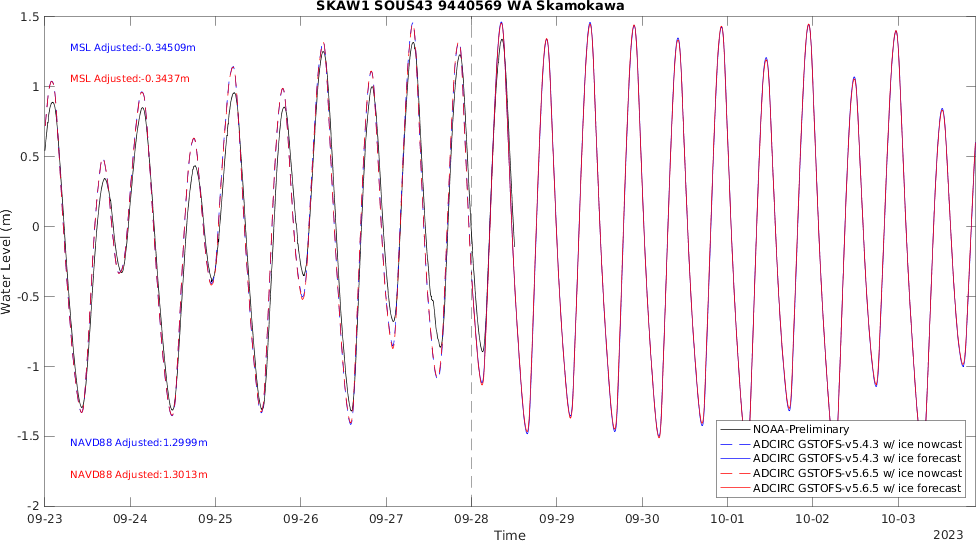 SKAW1 SOUS43 9440569 WA Skamokawa
1.5
MSL Adjusted:-0.34509m
MSL Adjusted:-0.3437m
1
0.5
0
-0.5
-1
-1.5
-2
Water Level (m)
NAVD88 Adjusted:1.2999m
NAVD88 Adjusted:1.3013m
NOAA-Preliminary
ADCIRC GSTOFS-v5.4.3 w/ ice nowcast
ADCIRC GSTOFS-v5.4.3 w/ ice forecast
ADCIRC GSTOFS-v5.6.5 w/ ice nowcast
ADCIRC GSTOFS-v5.6.5 w/ ice forecast
09-23 09-24 09-25 09-26 09-27 09-28 09-29 09-30 10-01 10-02 10-03
Time
2023